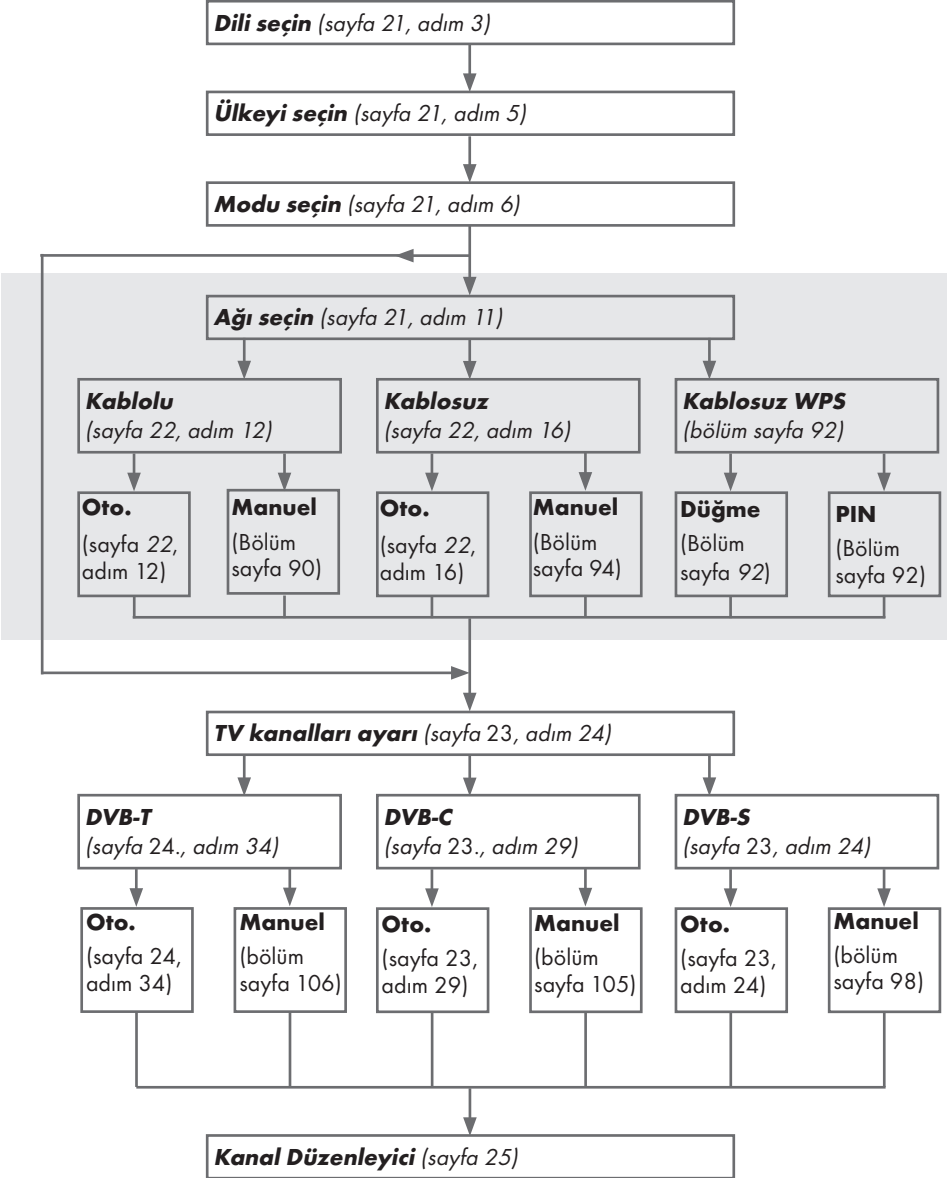 Dili seçin (sayfa 21, adım 3)
Ülkeyi seçin (sayfa 21, adım 5)
Modu seçin (sayfa 21, adım 6)
Ağı seçin (sayfa 21, adım 11)
Kablolu
(sayfa 22, adım 12)
Kablosuz
(sayfa 22, adım 16)
Kablosuz WPS
(bölüm sayfa 92)
Oto.
(sayfa 22,
adım 12)
Manuel
(Bölüm
sayfa 90)
Oto.
(sayfa 22,
adım 16)
Manuel
(Bölüm
sayfa 94)
Düğme
(Bölüm
sayfa 92)
PIN
(Bölüm
sayfa 92)
TV kanalları ayarı (sayfa 23, adım 24)
DVB-T
(sayfa 24., adım 34)
DVB-C
(sayfa 23., adım 29)
DVB-S
(sayfa 23, adım 24)
Oto.
(sayfa 24,
adım 34)
Manuel
(bölüm
sayfa 106)
Oto.
(sayfa 23,
adım 29)
Manuel
(bölüm
sayfa 105)
Oto.
(sayfa 23,
adım 24)
Manuel
(bölüm
sayfa 98)
Kanal Düzenleyici (sayfa 25)